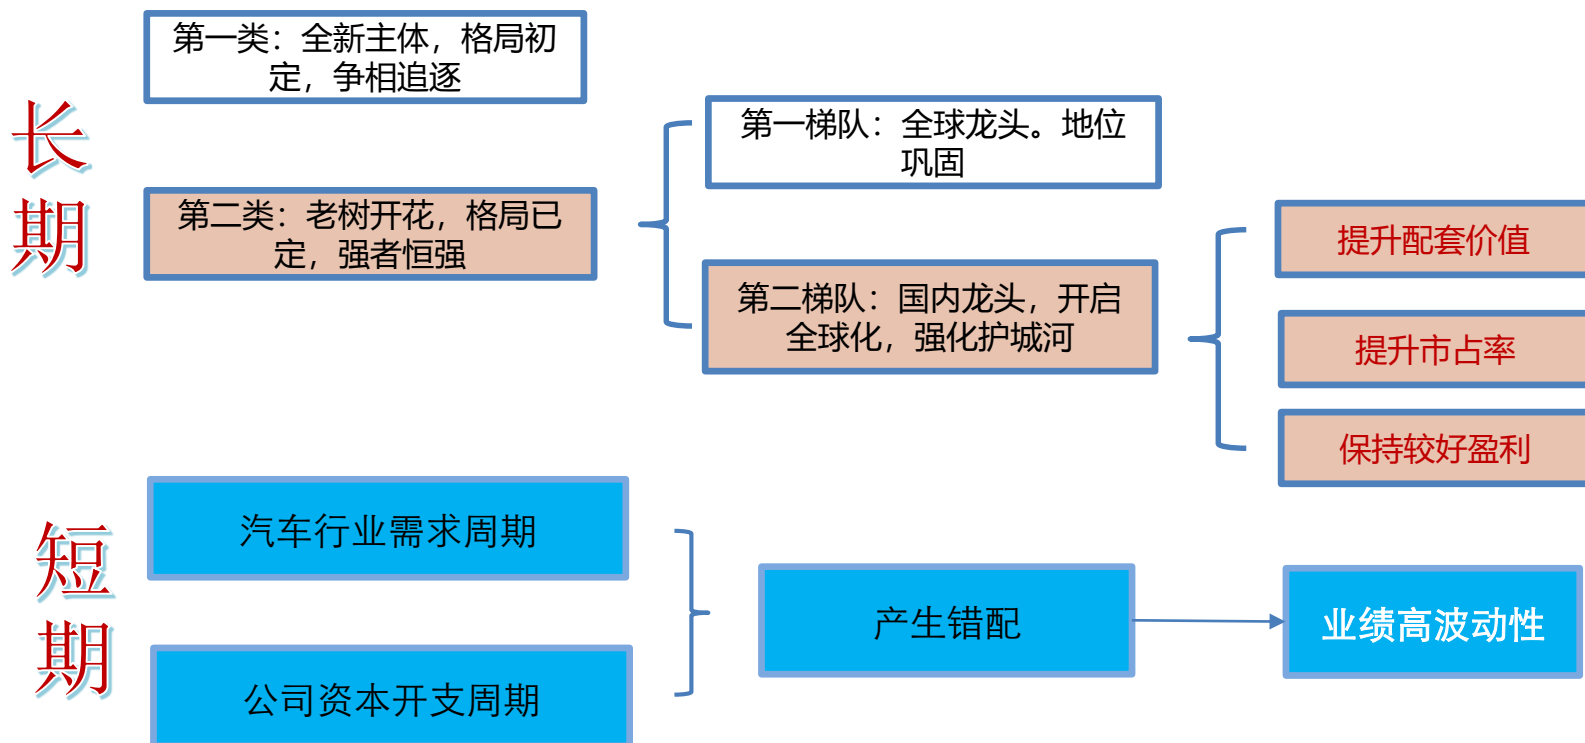 长
期
第一类：全新主体，格局初
定，争相追逐
第二类：老树开花，格局已
定，强者恒强
第一梯队：全球龙头。地位
巩固
第二梯队：国内龙头，开启
全球化，强化护城河
提升配套价值
提升市占率
保持较好盈利
短
期
汽车行业需求周期
公司资本开支周期
产生错配
业绩高波动性